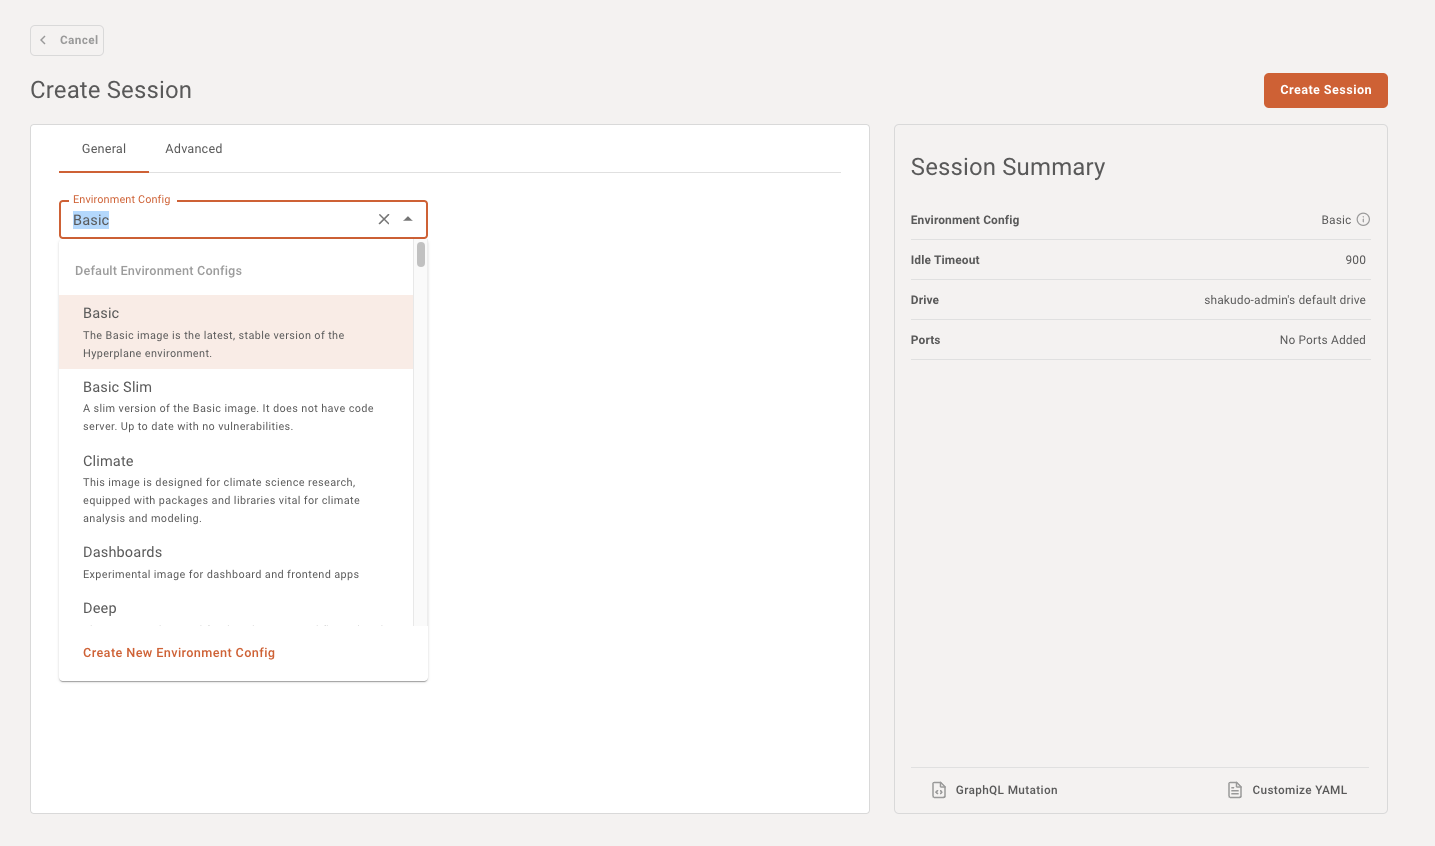 Cancel
Create Session
Create Session
General
Advanced
Environment Config
Basic
Default Environment Configs
Basic
The Basic image is the latest, stable version of the
Hyperplane environment.
Basic Slim
A slim version of the Basic image. It does not have code
server. Up to date with no vulnerabilities.
Climate
This image is designed for climate science research,
equipped with packages and libraries vital for climate
analysis and modeling.
Dashboards
Experimental image for dashboard and frontend apps
Deep
Create New Environment Config
Session Summary
Environment Config Basic
Idle Timeout 900
Drive shakudo-admin's default drive
Ports No Ports Added
GraphQL Mutation
Customize YAML